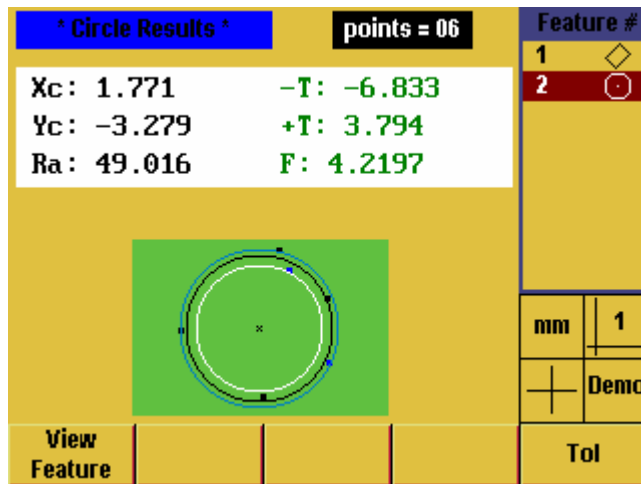 * Circle Results *
points = 06
Feature #
1
2
Xc: 1.771
-T: -6.833
Yc: -3.279
+T: 3.794
Ra: 49.016
F: 4.2197
mm
1
Demo
View
Feature
Tol